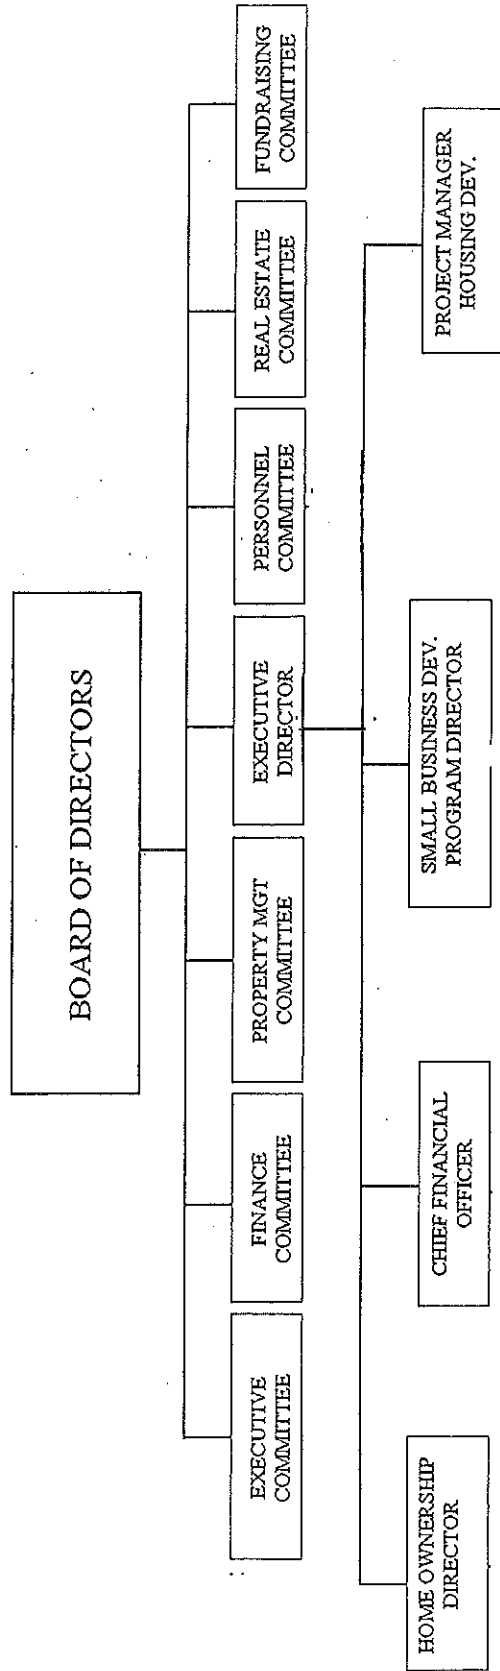 BOARD OF DIRECTORS
EXECUTIVE
COMMITTEE
FINANCE
COMMITTEE
PROPERTY MGT
COMMITTEE
EXECUTIVE
DIRECTOR
PERSONNEL
COMMITTEE
REAL ESTATE
COMMITTEE
FUNDRAISING
COMMITTEE
HOME OWNERSHIP
DIRECTOR
CHIEF FINANCIAL
OFFICER
SMALL BUSINESS DEV.
PROGRAM DIRECTOR
PROJECT MANAGER
HOUSING DEV.